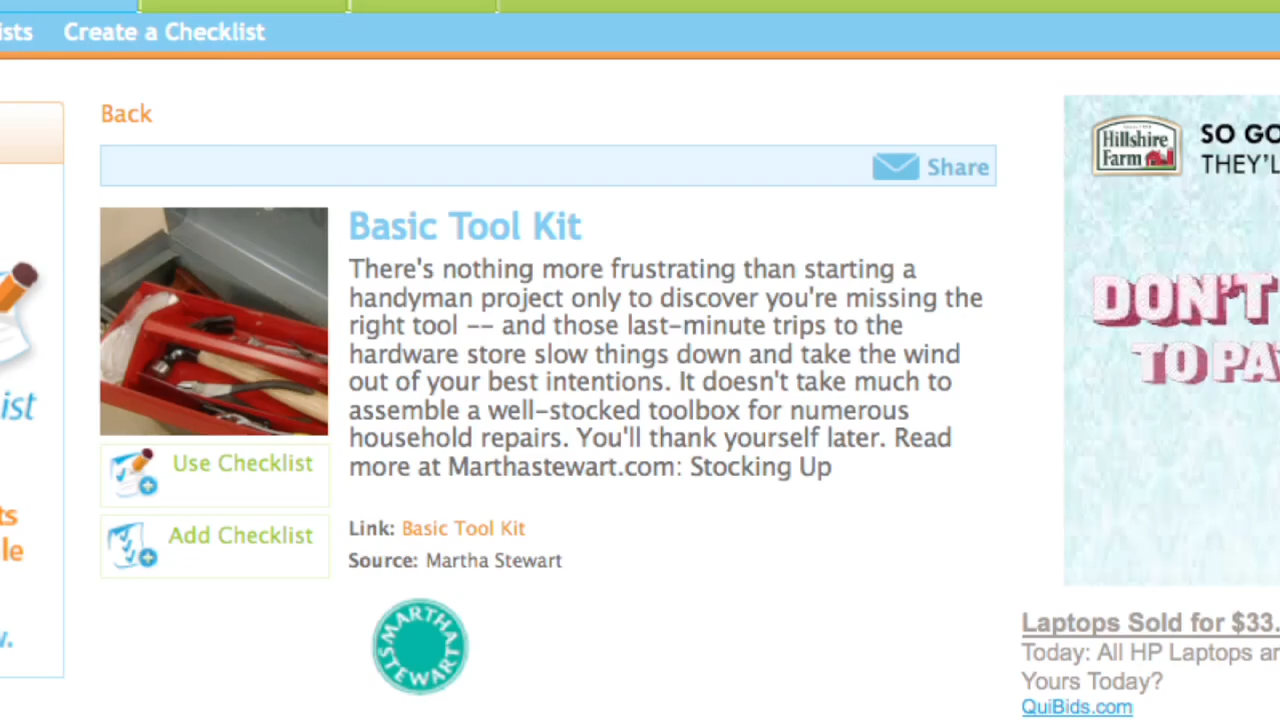 Create a Checklist
Back
Share
Hillshire
Farm
SO GO
THEY'L
Basic Tool Kit
There's nothing more frustrating than starting a
handyman project only to discover you're missing the
right tool -- and those last-minute trips to the
hardware store slow things down and take the wind
out of your best intentions. It doesn't take much to
assemble a well-stocked toolbox for numerous
household repairs. You'll thank yourself later. Read
more at Marthastewart.com: Stocking Up
DON'T
TO PA
Use Checklist
Add Checklist
Link: Basic Tool Kit
Source: Martha Stewart
MARTHA
STEWART
Laptops Sold for $33.
Today: All HP Laptops ar
Yours Today?
QuiBids.com